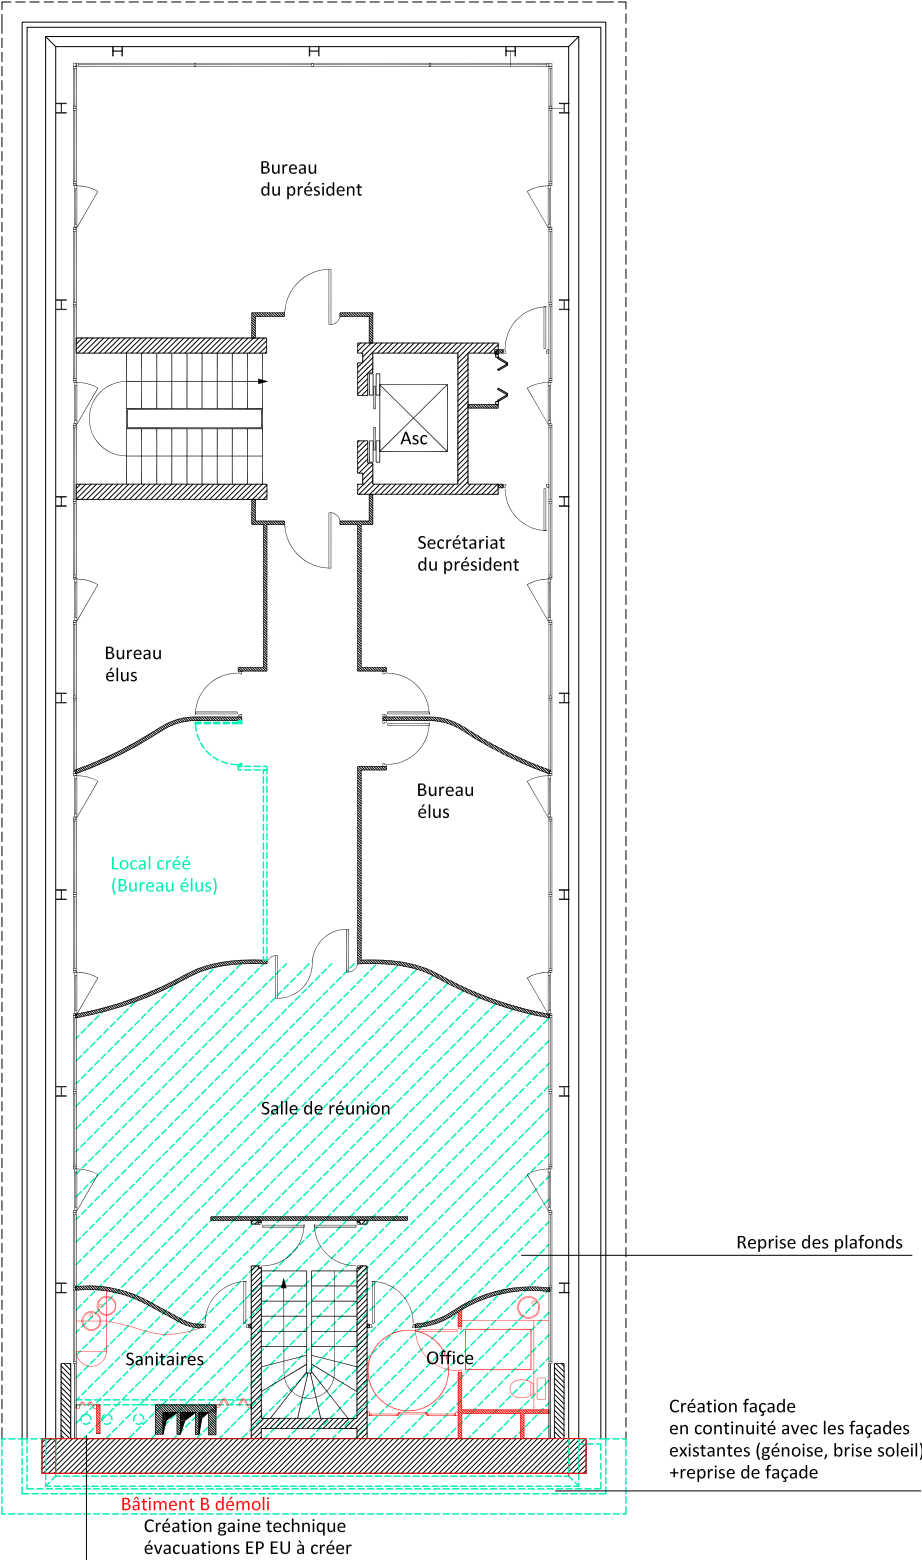 Bureau
du président
Asc
Secrétariat
du président
Bureau
élus
Bureau
élus
Local créé
(Bureau élus)
Salle de réunion
Reprise des plafonds
Sanitaires
Office
Création façade
en continuité avec les façades
existantes (génoise, brise soleil)
+reprise de façade
Bâtiment B démoli
Création gaine technique
évacuations EP EU à créer